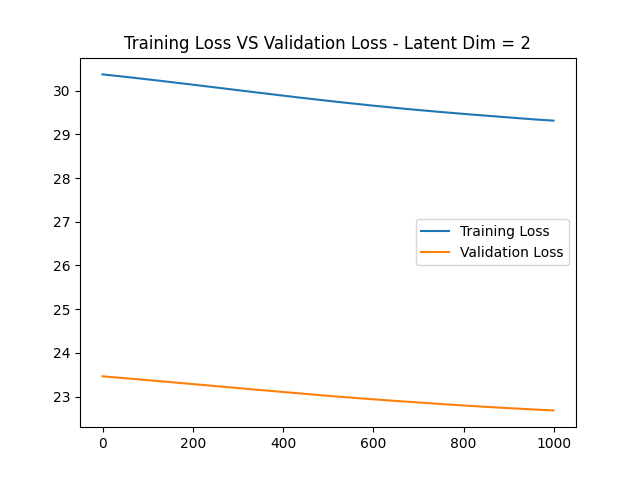 Training Loss VS Validation Loss - Latent Dim = 2
30
29
28
27
26
25
24
23
Training Loss
Validation Loss
0 200 400 600 800 1000